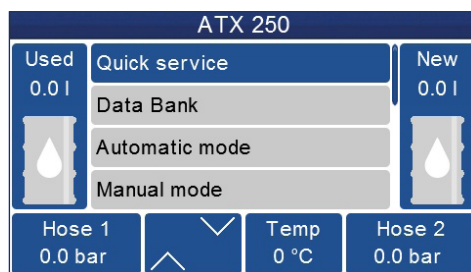 ATX 250
Used
0.0 l
Quick service
Data Bank
Automatic mode
Manual mode
New
0.0 l
Hose 1
0.0 bar
Temp
0 °C
Hose 2
0.0 bar